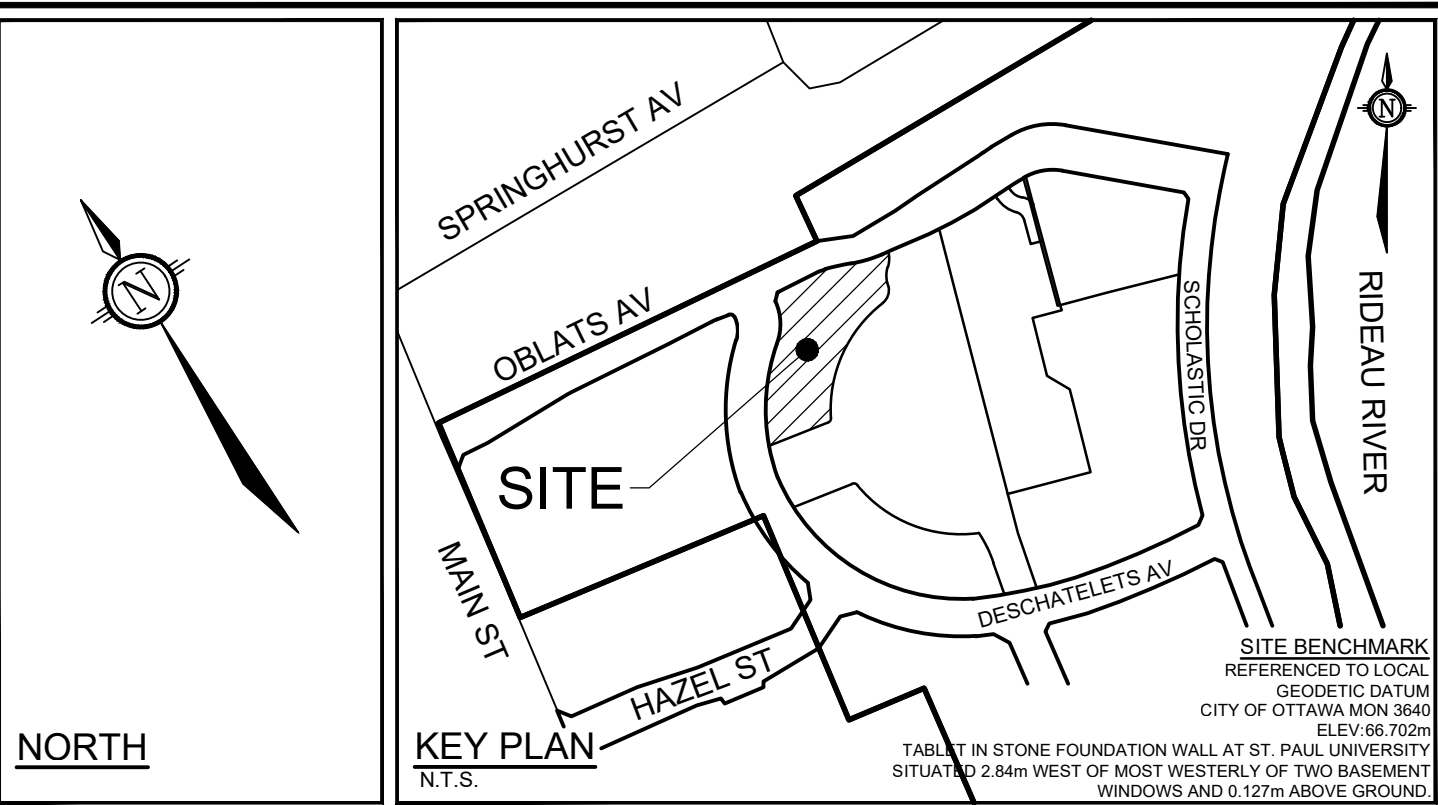 N
NORTH
SPRINGHURST AV
OBLATS AV
SITE
MAIN ST
HAZEL ST
DESCHATELETS AV
SCHOLASTIC DR
N
RIDEAU RIVER
KEY PLAN
N.T.S.
SITE BENCHMARK
REFERENCED TO LOCAL
GEODETIC DATUM
CITY OF OTTAWA MON 3640
ELEV:66.702m
TABLET IN STONE FOUNDATION WALL AT ST. PAUL UNIVERSITY
SITUATED 2.84m WEST OF MOST WESTERLY OF TWO BASEMENT
WINDOWS AND 0.127m ABOVE GROUND.